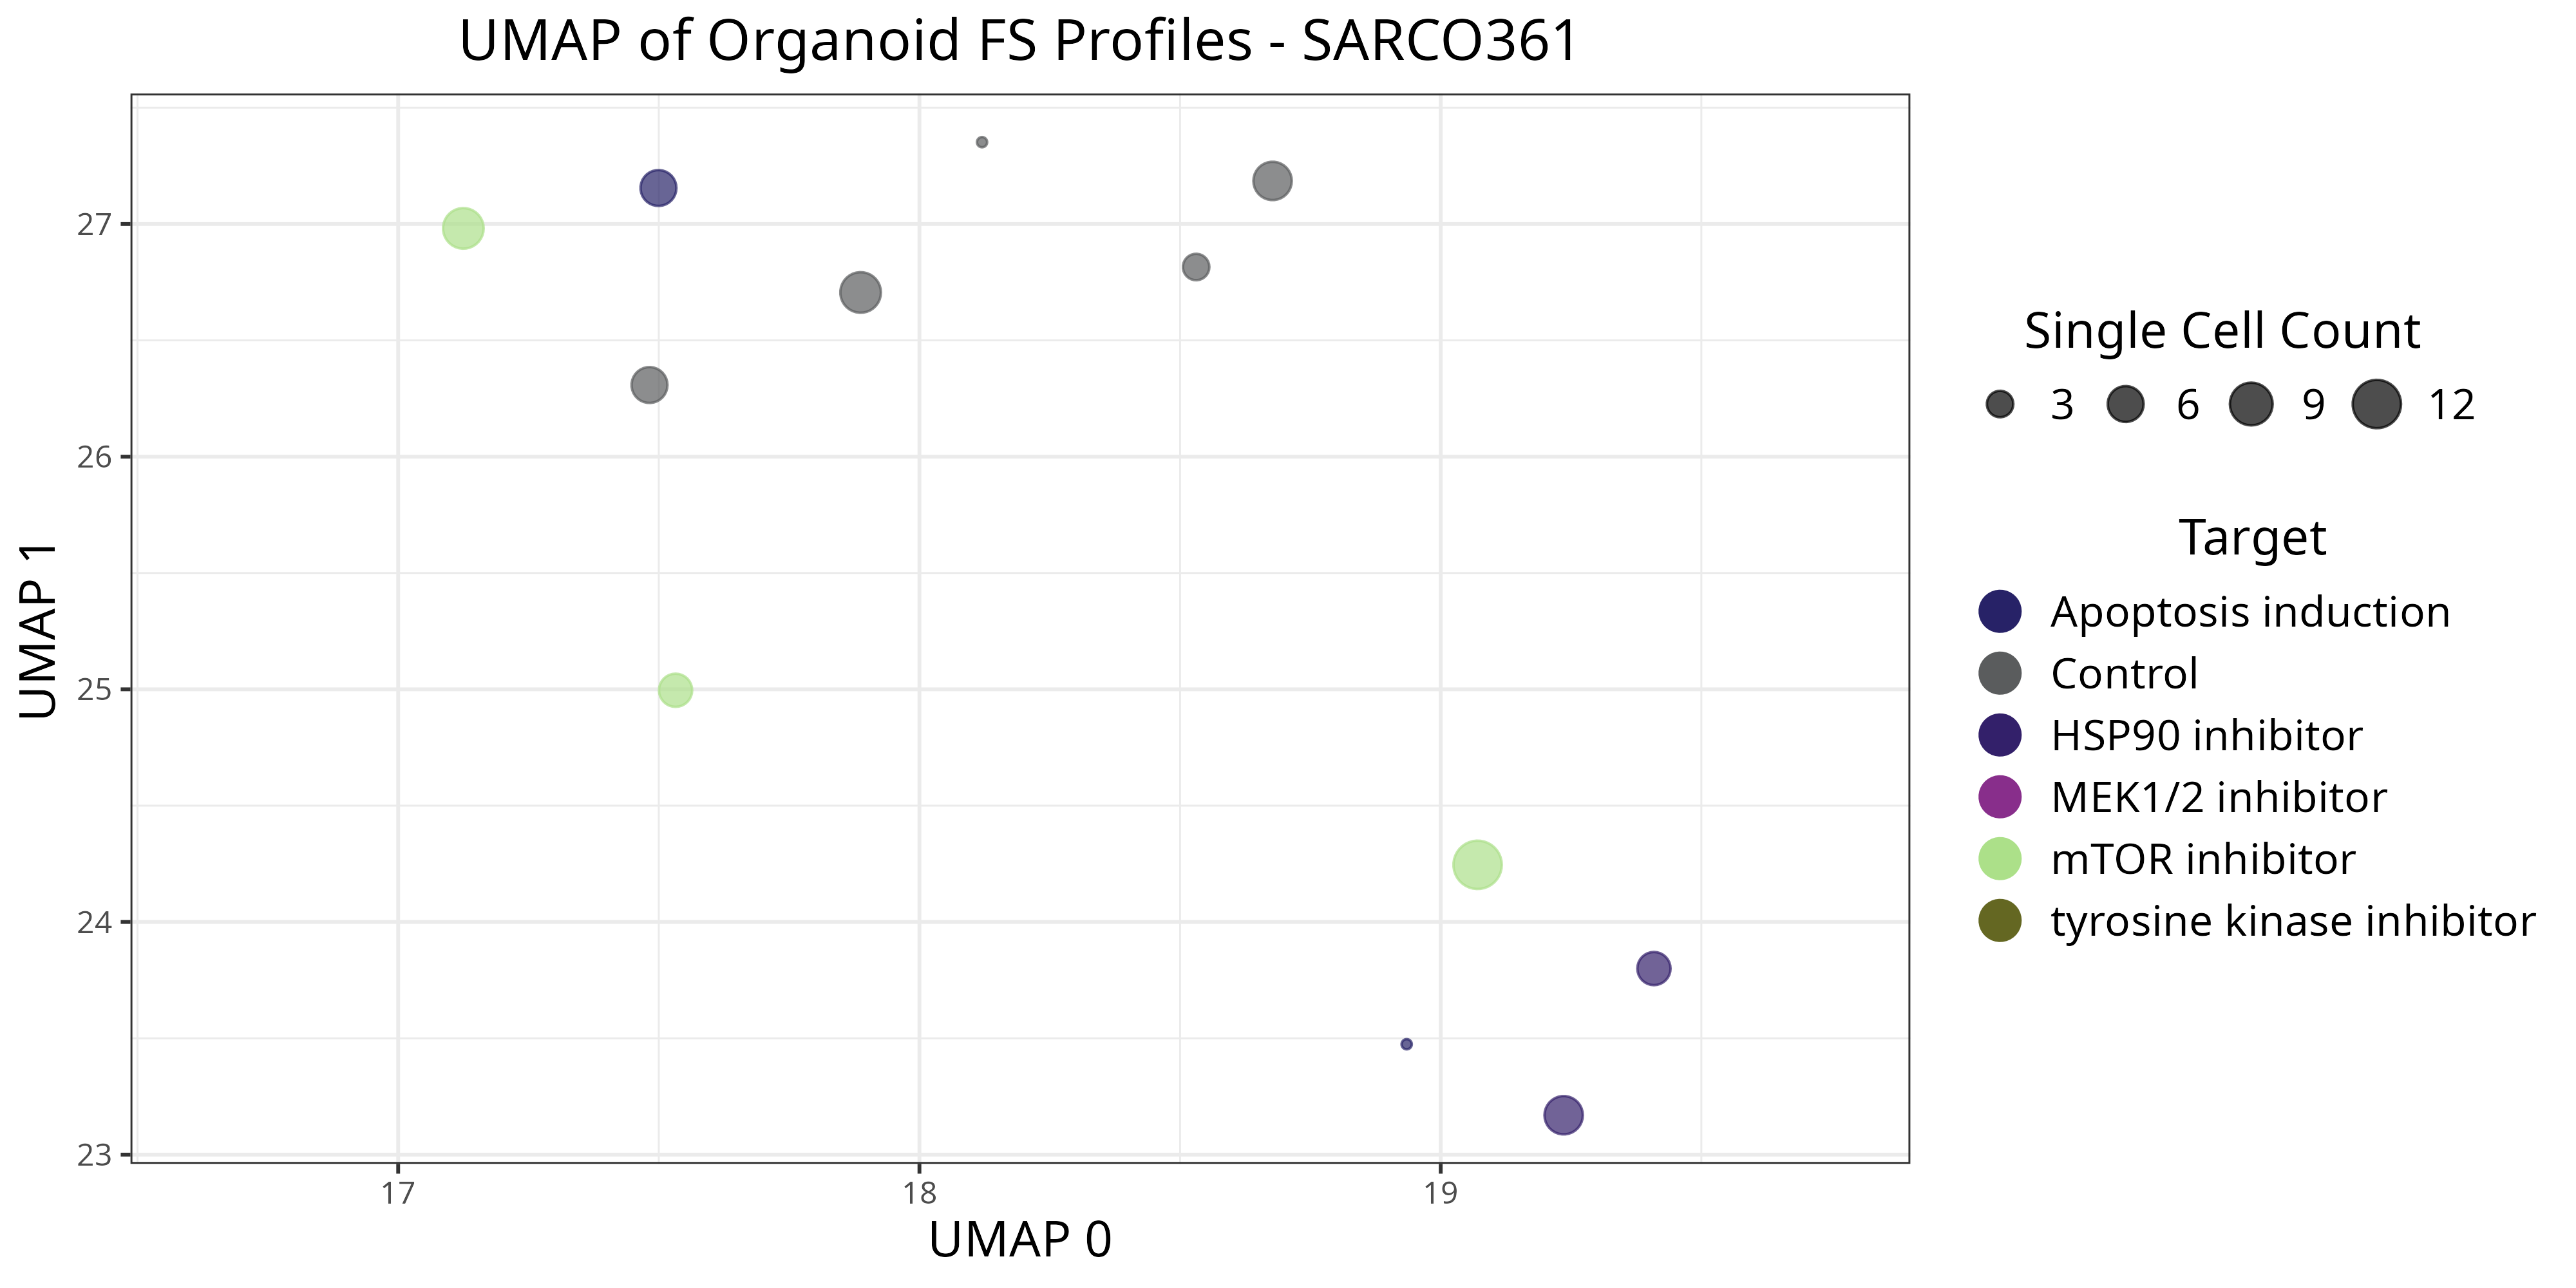 UMAP of Organoid FS Profiles - SARCO361
UMAP 1
27
26
25
24
23
17 18 19
UMAP 0
Single Cell Count
3 6 9 12
Target
Apoptosis induction
Control
HSP90 inhibitor
MEK1/2 inhibitor
mTOR inhibitor
tyrosine kinase inhibitor